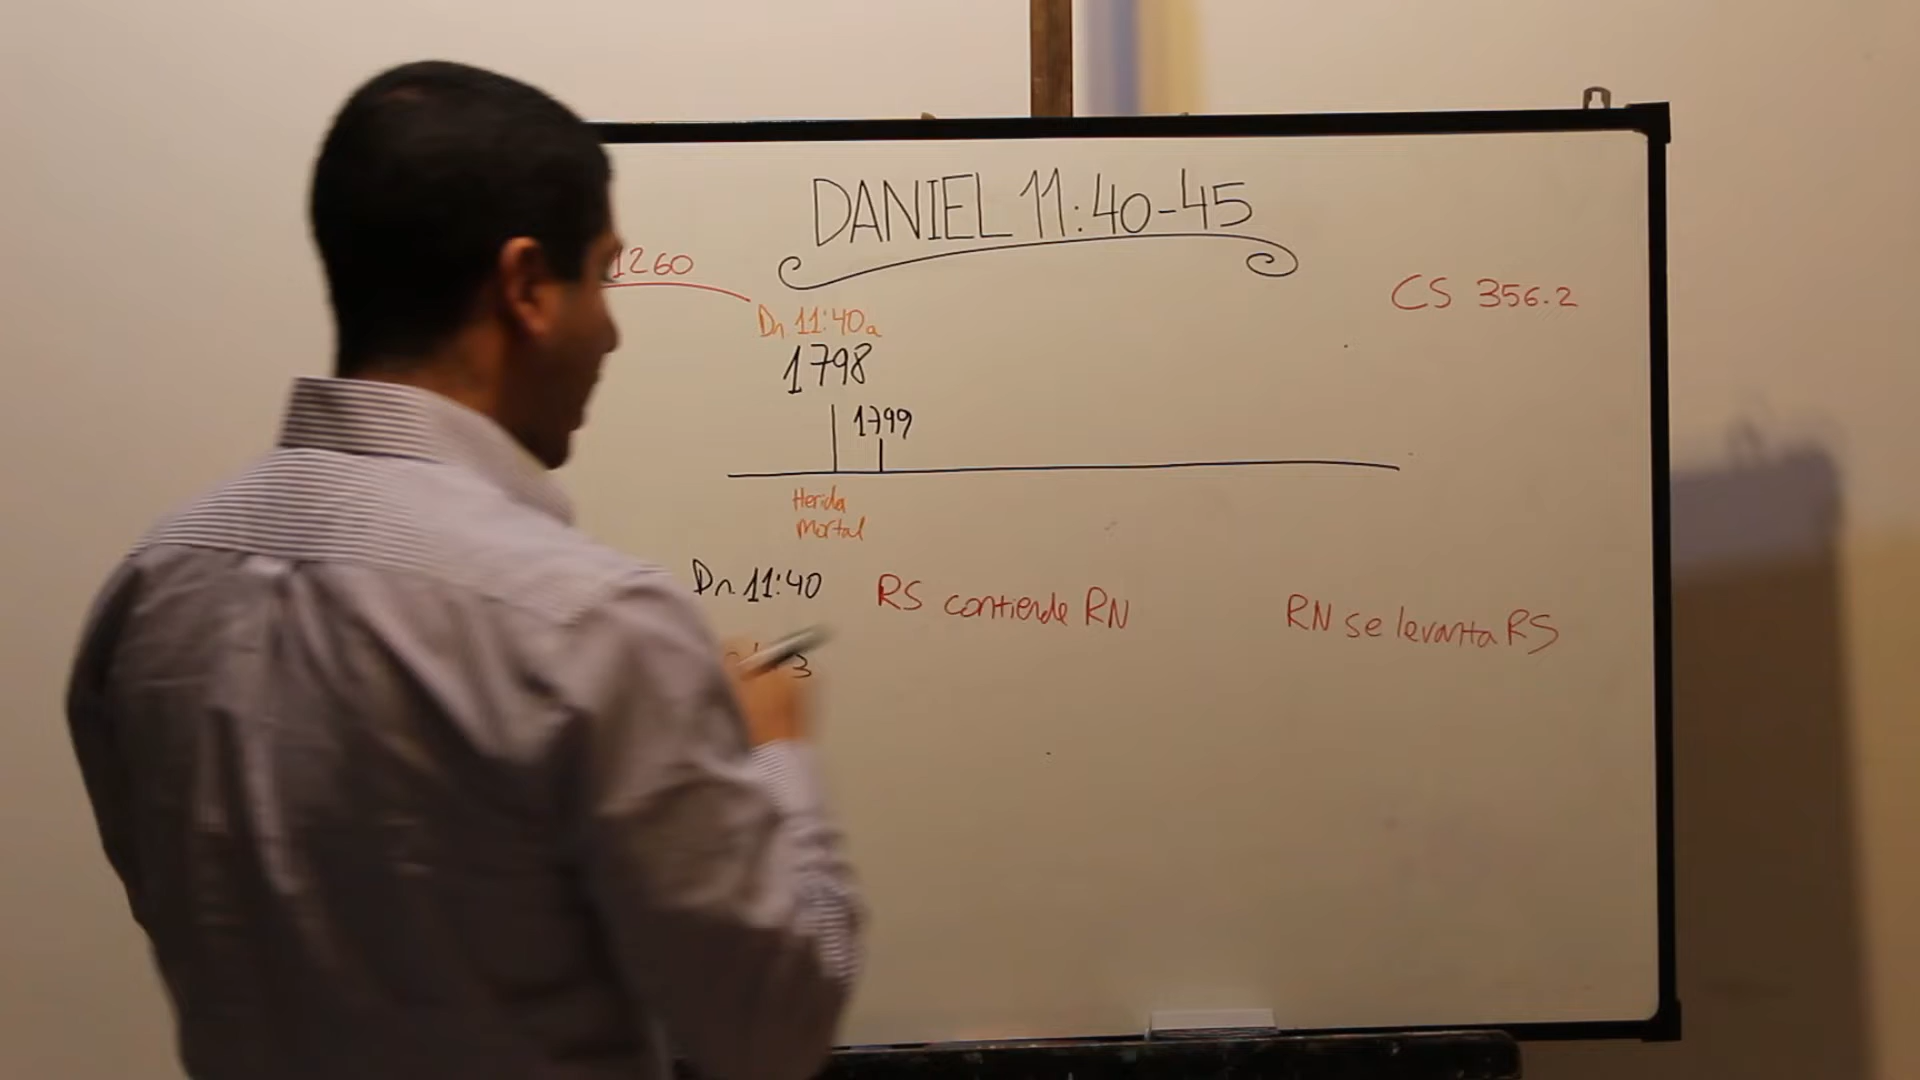 DANIEL 11:40-45
1260
CS 356.2
Dn 11:40a
1798
1799
Herida
mortal
Dn. 11:40
RS contiende RN
RN se levanta RS
3